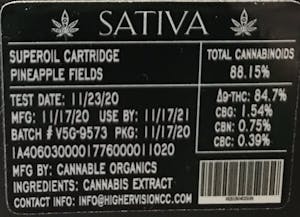 SATIVA
SUPEROIL CARTRIDGE
PINEAPPLE FIELDS
TOTAL CANNABINOIDS
88.15%
TEST DATE: 11/23/20
MFG: 11/17/20 USE BY: 11/17/21
BATCH # V5G-9573 PKG: 11/17/20
1A4060300001776000011020
MFG BY: CANNABLE ORGANICS
INGREDIENTS: CANNABIS EXTRACT
CONTACT INFO: INFO@HIGHERVISIONCC.COM
Δ9-THC: 84.7%
CBG: 1.54%
CBN: 0.75%
CBC: 0.39%